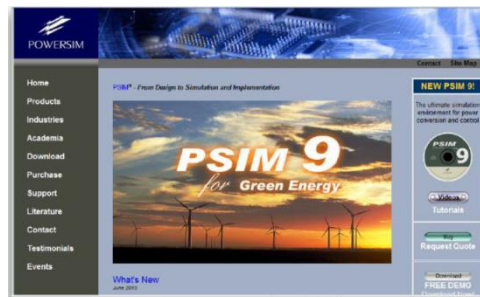 POWERSIM
Contact Site Map
Home
Products
Industries
Academia
Download
Purchase
Support
Literature
Contact
Testimonials
Events
PSIM® - From Design to Simulation and Implementation
PSIM 9
for Green Energy
What's New
NEW PSIM 9!
The ultimate simulation
environment for power
conversion and control
PSIM
9
Videos
Tutorials
Buy
Request Quote
Download
FREE DEMO